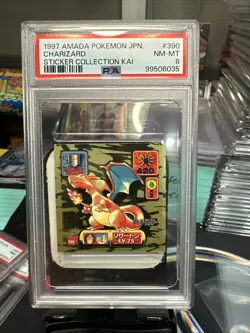 1997 AMADA POKEMON JPN. #390
CHARIZARD NM-MT
STICKER COLLECTION KAI 8
PSA 99506035
420
リザードン
LV.75